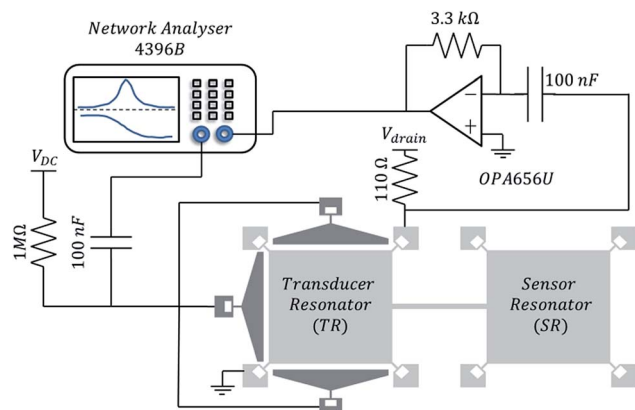 Network Analyser
4396B
3.3 kΩ
100 nF
−
+
V_drain
OPA656U
110 Ω
V_DC
1MΩ
100 nF
Transducer
Resonator
(TR)
Sensor
Resonator
(SR)